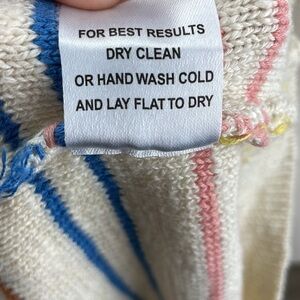 FOR BEST RESULTS
DRY CLEAN
OR HAND WASH COLD
AND LAY FLAT TO DRY